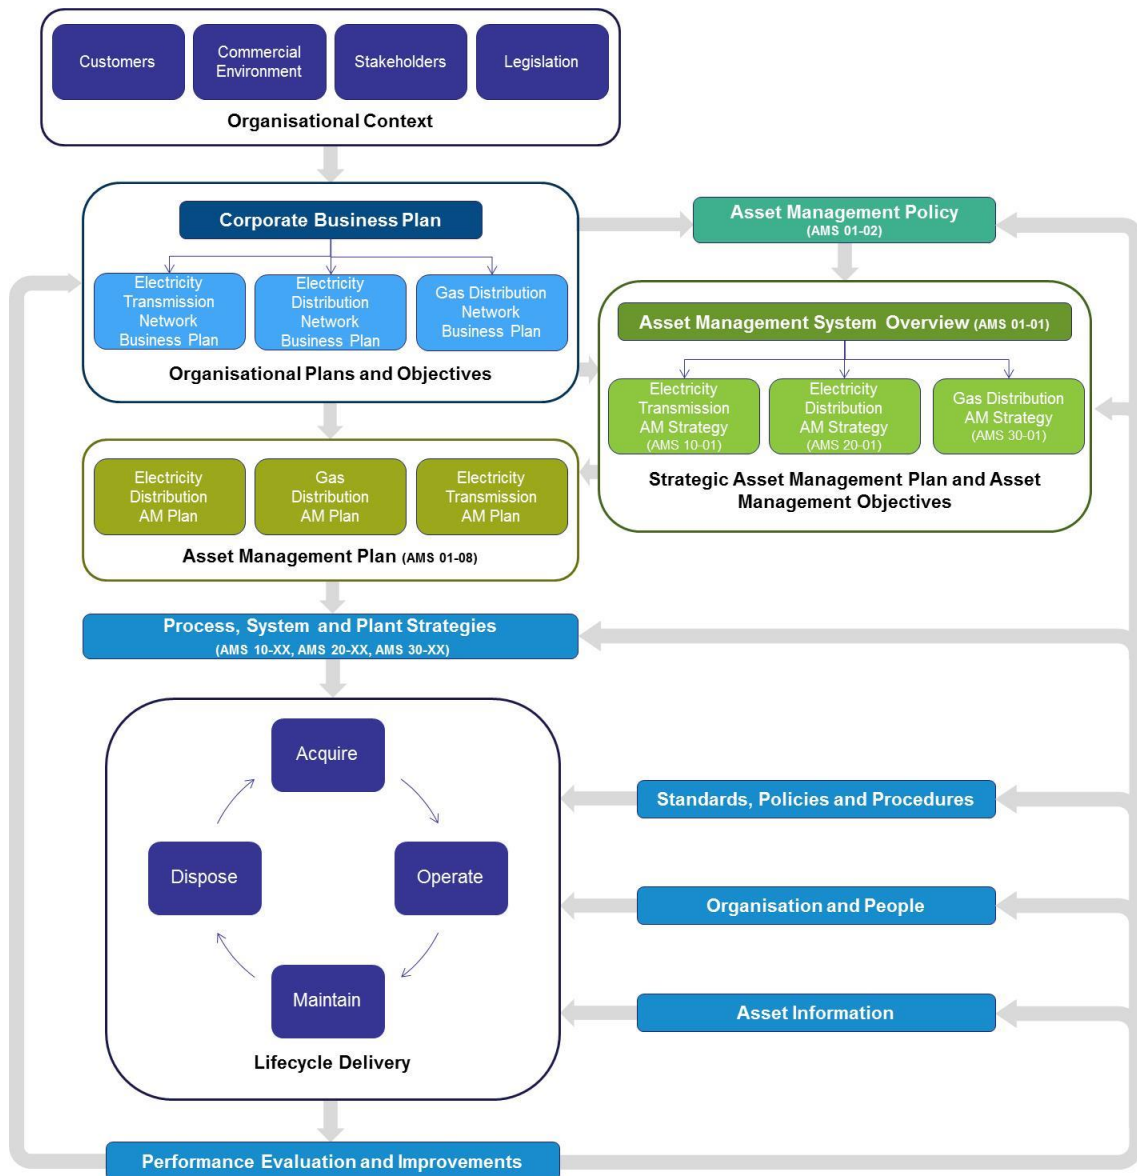 Customers
Commercial
Environment
Stakeholders
Legislation
Organisational Context
Corporate Business Plan
Electricity
Transmission
Network
Business Plan
Electricity
Distribution
Network
Business Plan
Gas Distribution
Network
Business Plan
Organisational Plans and Objectives
Asset Management Policy
(AMS 01-02)
Asset Management System Overview (AMS 01-01)
Electricity
Transmission
AM Strategy
(AMS 10-01)
Electricity
Distribution
AM Strategy
(AMS 20-01)
Gas Distribution
AM Strategy
(AMS 30-01)
Strategic Asset Management Plan and Asset
Management Objectives
Electricity
Distribution
AM Plan
Gas
Distribution
AM Plan
Electricity
Transmission
AM Plan
Asset Management Plan (AMS 01-08)
Process, System and Plant Strategies
(AMS 10-XX, AMS 20-XX, AMS 30-XX)
Acquire
Dispose
Operate
Maintain
Lifecycle Delivery
Standards, Policies and Procedures
Organisation and People
Asset Information
Performance Evaluation and Improvements